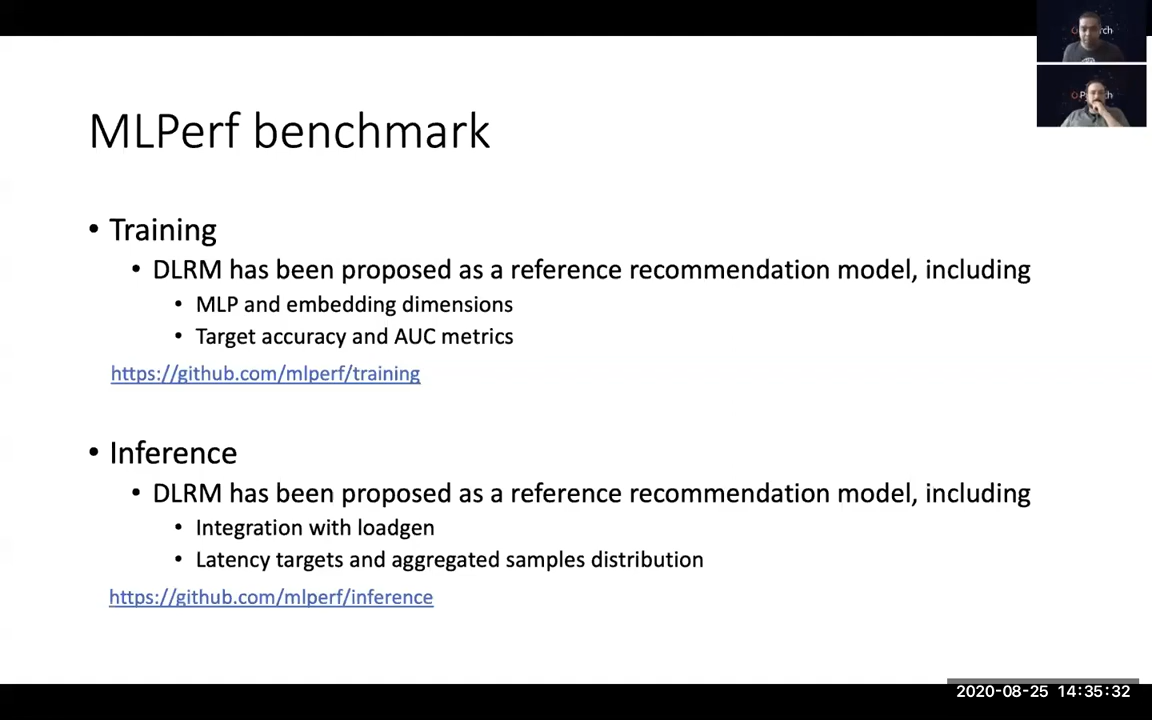 MLPerf benchmark
• Training
• DLRM has been proposed as a reference recommendation model, including
• MLP and embedding dimensions
• Target accuracy and AUC metrics
https://github.com/mlperf/training
• Inference
• DLRM has been proposed as a reference recommendation model, including
• Integration with loadgen
• Latency targets and aggregated samples distribution
https://github.com/mlperf/inference
2020-08-25 14:35:32